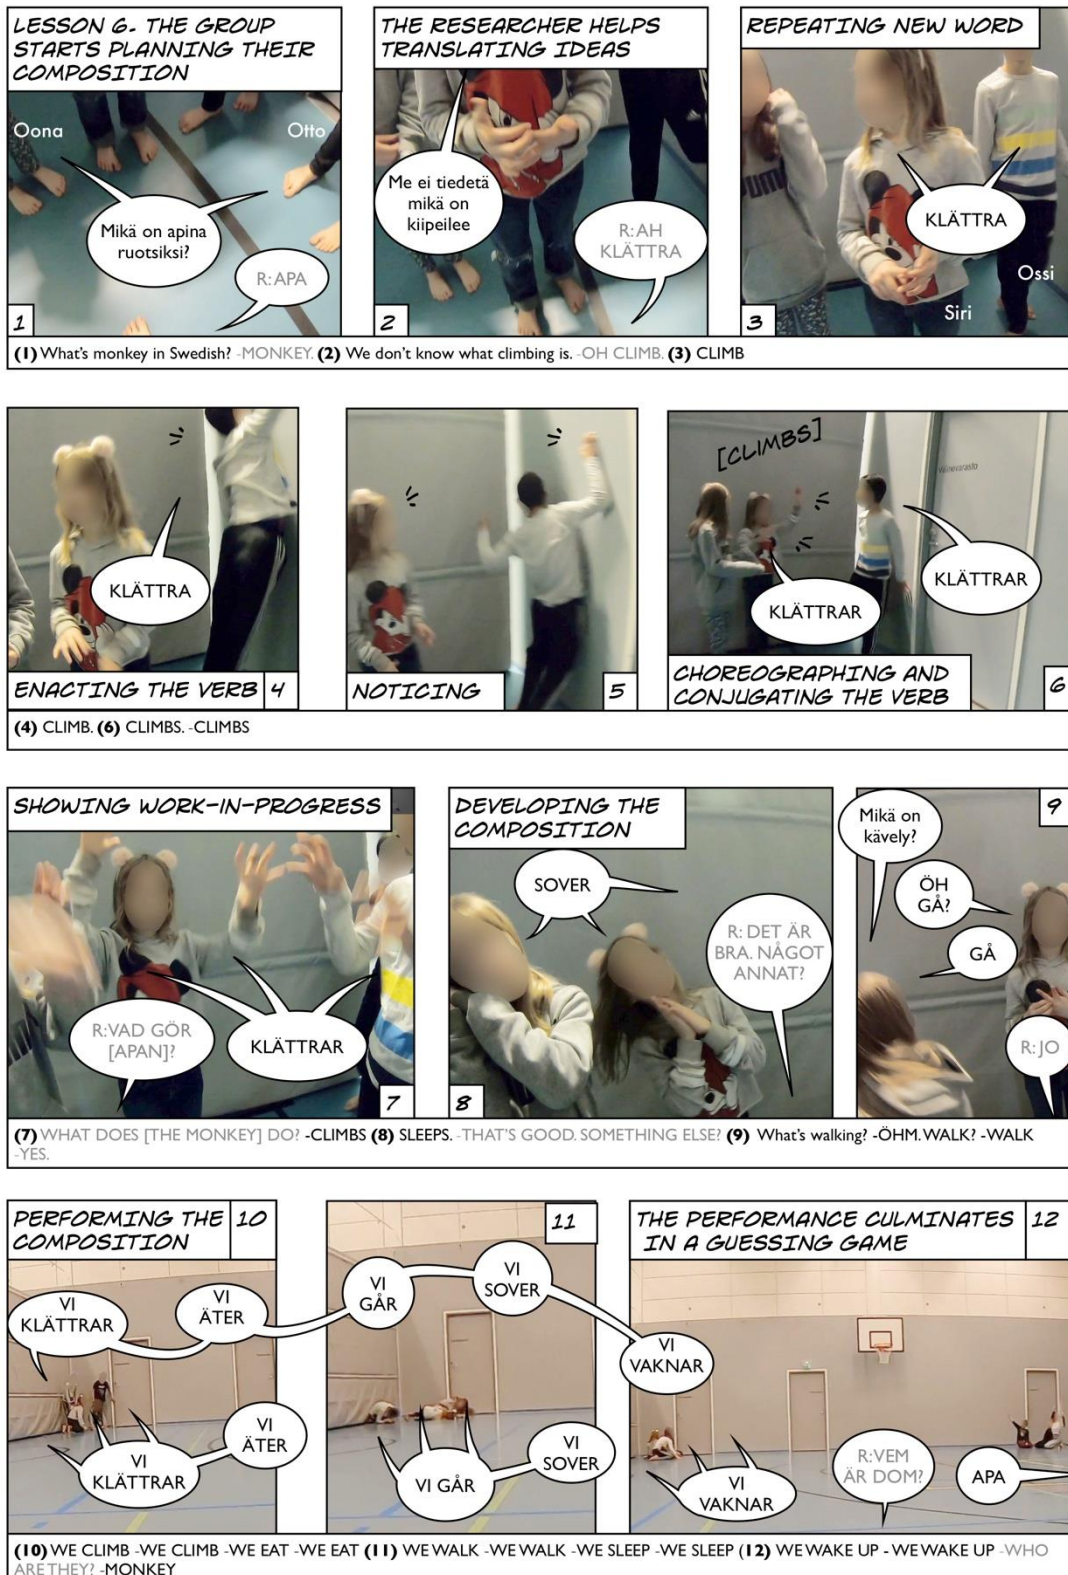 LESSON 6. THE GROUP
STARTS PLANNING THEIR
COMPOSITION
Oona
Otto
Mikä on apina
ruotsiksi?
R: APA
1
THE RESEARCHER HELPS
TRANSLATING IDEAS
Me ei tiedetä
mikä on
kiipeilee
R: AH
KLÄTTRA
2
REPEATING NEW WORD
KLÄTTRA
Ossi
Siri
3
(1) What's monkey in Swedish? -MONKEY. (2) We don't know what climbing is. -OH CLIMB. (3) CLIMB
KLÄTTRA
ENACTING THE VERB 4
NOTICING 5
[CLIMBS]
KLÄTTRAR
KLÄTTRAR
CHOREOGRAPHING AND
CONJUGATING THE VERB
6
(4) CLIMB. (6) CLIMBS. -CLIMBS
SHOWING WORK-IN-PROGRESS
R: VAD GÖR
[APAN]?
KLÄTTRAR
7
DEVELOPING THE
COMPOSITION
SOVER
R: DET ÄR
BRA. NÅGOT
ANNAT?
8
9
Mikä on
kävely?
ÖH
GÅ?
GÅ
R: JO
(7) WHAT DOES [THE MONKEY] DO? -CLIMBS (8) SLEEPS. -THAT'S GOOD. SOMETHING ELSE? (9) What's walking? -ÖHM. WALK? -WALK
-YES.
PERFORMING THE
COMPOSITION
10
VI
KLÄTTRAR
VI
ÄTER
VI
KLÄTTRAR
VI
ÄTER
11
VI
GÅR
VI
SOVER
VI GÅR
VI
SOVER
THE PERFORMANCE CULMINATES
IN A GUESSING GAME
12
VI
VAKNAR
VI
VAKNAR
R: VEM
ÄR DOM?
APA
(10) WE CLIMB -WE CLIMB -WE EAT -WE EAT (11) WE WALK -WE WALK -WE SLEEP -WE SLEEP (12) WE WAKE UP - WE WAKE UP -WHO
ARE THEY? -MONKEY